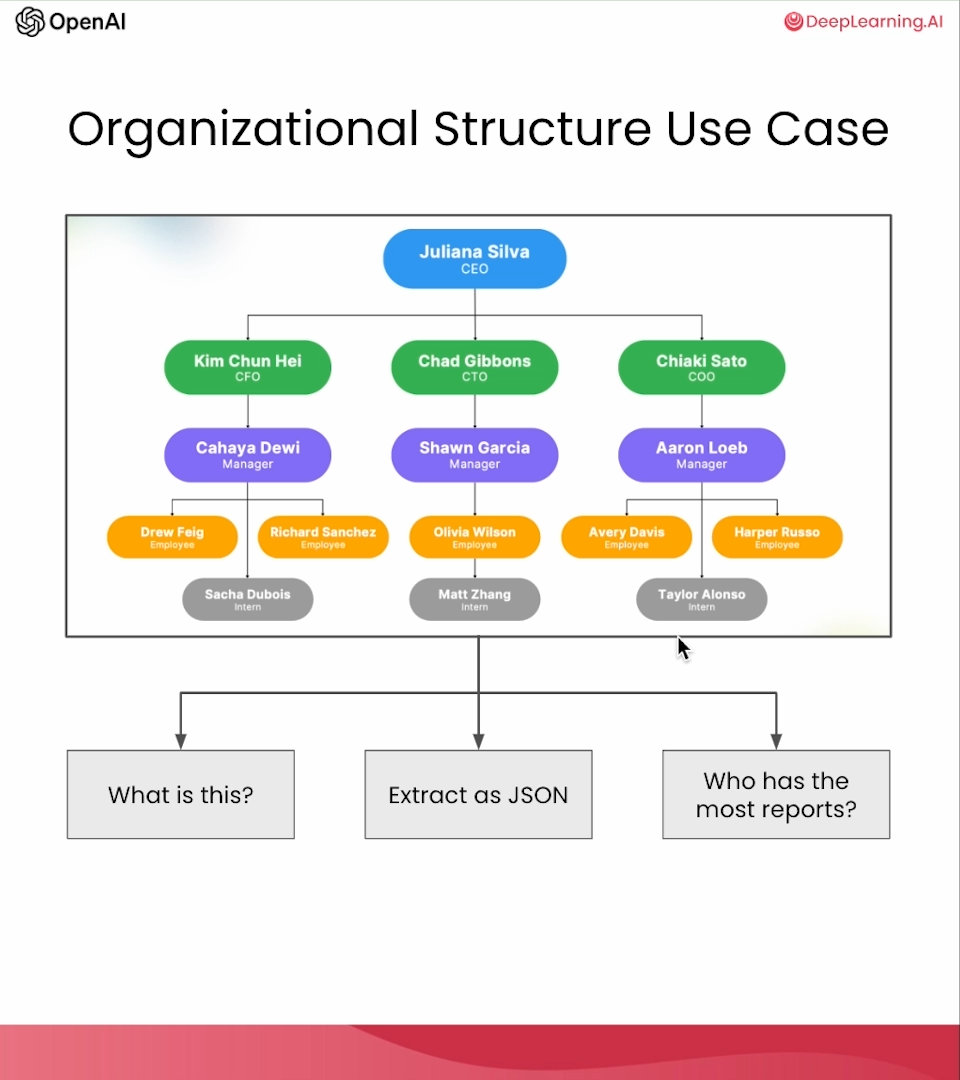 OpenAI
DeepLearning.AI
Organizational Structure Use Case
Juliana Silva
CEO
Kim Chun Hei
CFO
Chad Gibbons
CTO
Chiaki Sato
COO
Cahaya Dewi
Manager
Shawn Garcia
Manager
Aaron Loeb
Manager
Drew Feig
Employee
Richard Sanchez
Employee
Olivia Wilson
Employee
Avery Davis
Employee
Harper Russo
Employee
Sacha Dubois
Intern
Matt Zhang
Intern
Taylor Alonso
Intern
What is this?
Extract as JSON
Who has the
most reports?